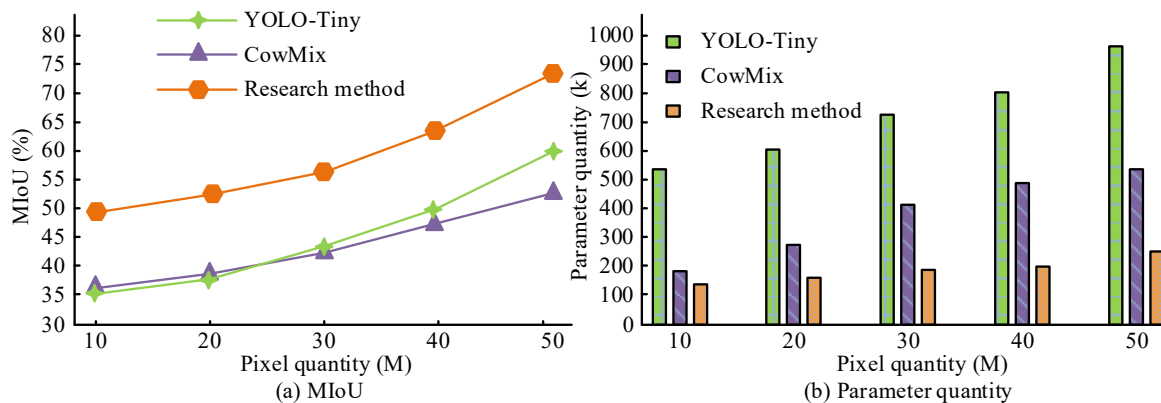 YOLO-Tiny
CowMix
Research method
80
75
70
65
60
55
50
45
40
35
30
MIoU (%)
10 20 30 40 50
Pixel quantity (M)
(a) MIoU
YOLO-Tiny
CowMix
Research method
1000
900
800
700
600
500
400
300
200
100
0
Parameter quantity (k)
10 20 30 40 50
Pixel quantity (M)
(b) Parameter quantity